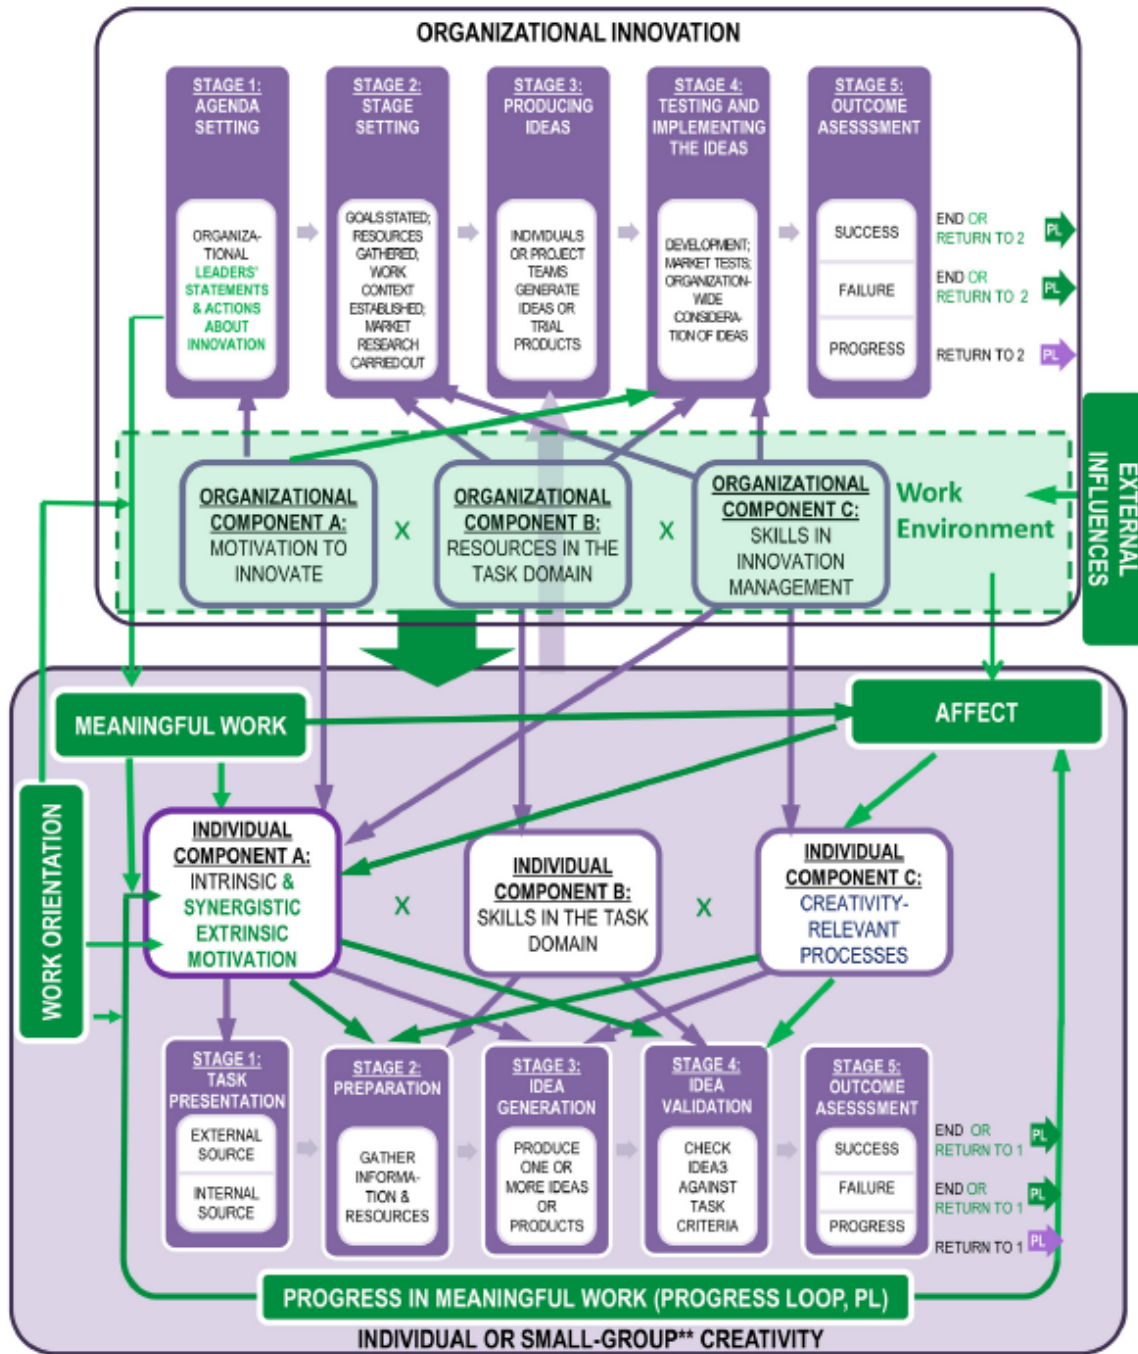 ORGANIZATIONAL INNOVATION
STAGE 1:
AGENDA
SETTING
ORGANIZA-
TIONAL
LEADERS'
STATEMENTS
& ACTIONS
ABOUT
INNOVATION
STAGE 2:
STAGE
SETTING
GOALS STATED;
RESOURCES
GATHERED;
WORK
CONTEXT
ESTABLISHED;
MARKET
RESEARCH
CARRIED OUT
STAGE 3:
PRODUCING
IDEAS
INDIVIDUALS
OR PROJECT
TEAMS
GENERATE
IDEAS OR
TRIAL
PRODUCTS
STAGE 4:
TESTING AND
IMPLEMENTING
THE IDEAS
DEVELOPMENT;
MARKET TESTS;
ORGANIZATION-
WIDE
CONSIDERA-
TION OF IDEAS
STAGE 5:
OUTCOME
ASESSSMENT
SUCCESS
FAILURE
PROGRESS
END OR
RETURN TO 2
PL
END OR
RETURN TO 2
PL
RETURN TO 2
PL
EXTERNAL
INFLUENCES
ORGANIZATIONAL
COMPONENT A:
MOTIVATION TO
INNOVATE
X
ORGANIZATIONAL
COMPONENT B:
RESOURCES IN THE
TASK DOMAIN
X
ORGANIZATIONAL
COMPONENT C:
SKILLS IN
INNOVATION
MANAGEMENT
Work
Environment
MEANINGFUL WORK
AFFECT
WORK ORIENTATION
INDIVIDUAL
COMPONENT A:
INTRINSIC &
SYNERGISTIC
EXTRINSIC
MOTIVATION
X
INDIVIDUAL
COMPONENT B:
SKILLS IN THE TASK
DOMAIN
X
INDIVIDUAL
COMPONENT C:
CREATIVITY-
RELEVANT
PROCESSES
STAGE 1:
TASK
PRESENTATION
EXTERNAL
SOURCE
INTERNAL
SOURCE
STAGE 2:
PREPARATION
GATHER
INFORMA-
TION &
RESOURCES
STAGE 3:
IDEA
GENERATION
PRODUCE
ONE OR
MORE IDEAS
OR
PRODUCTS
STAGE 4:
IDEA
VALIDATION
CHECK
IDEAS
AGAINST
TASK
CRITERIA
STAGE 5:
OUTCOME
ASESSSMENT
SUCCESS
FAILURE
PROGRESS
END OR
RETURN TO 1
PL
END OR
RETURN TO 1
PL
RETURN TO 1
PL
PROGRESS IN MEANINGFUL WORK (PROGRESS LOOP, PL)
INDIVIDUAL OR SMALL-GROUP** CREATIVITY